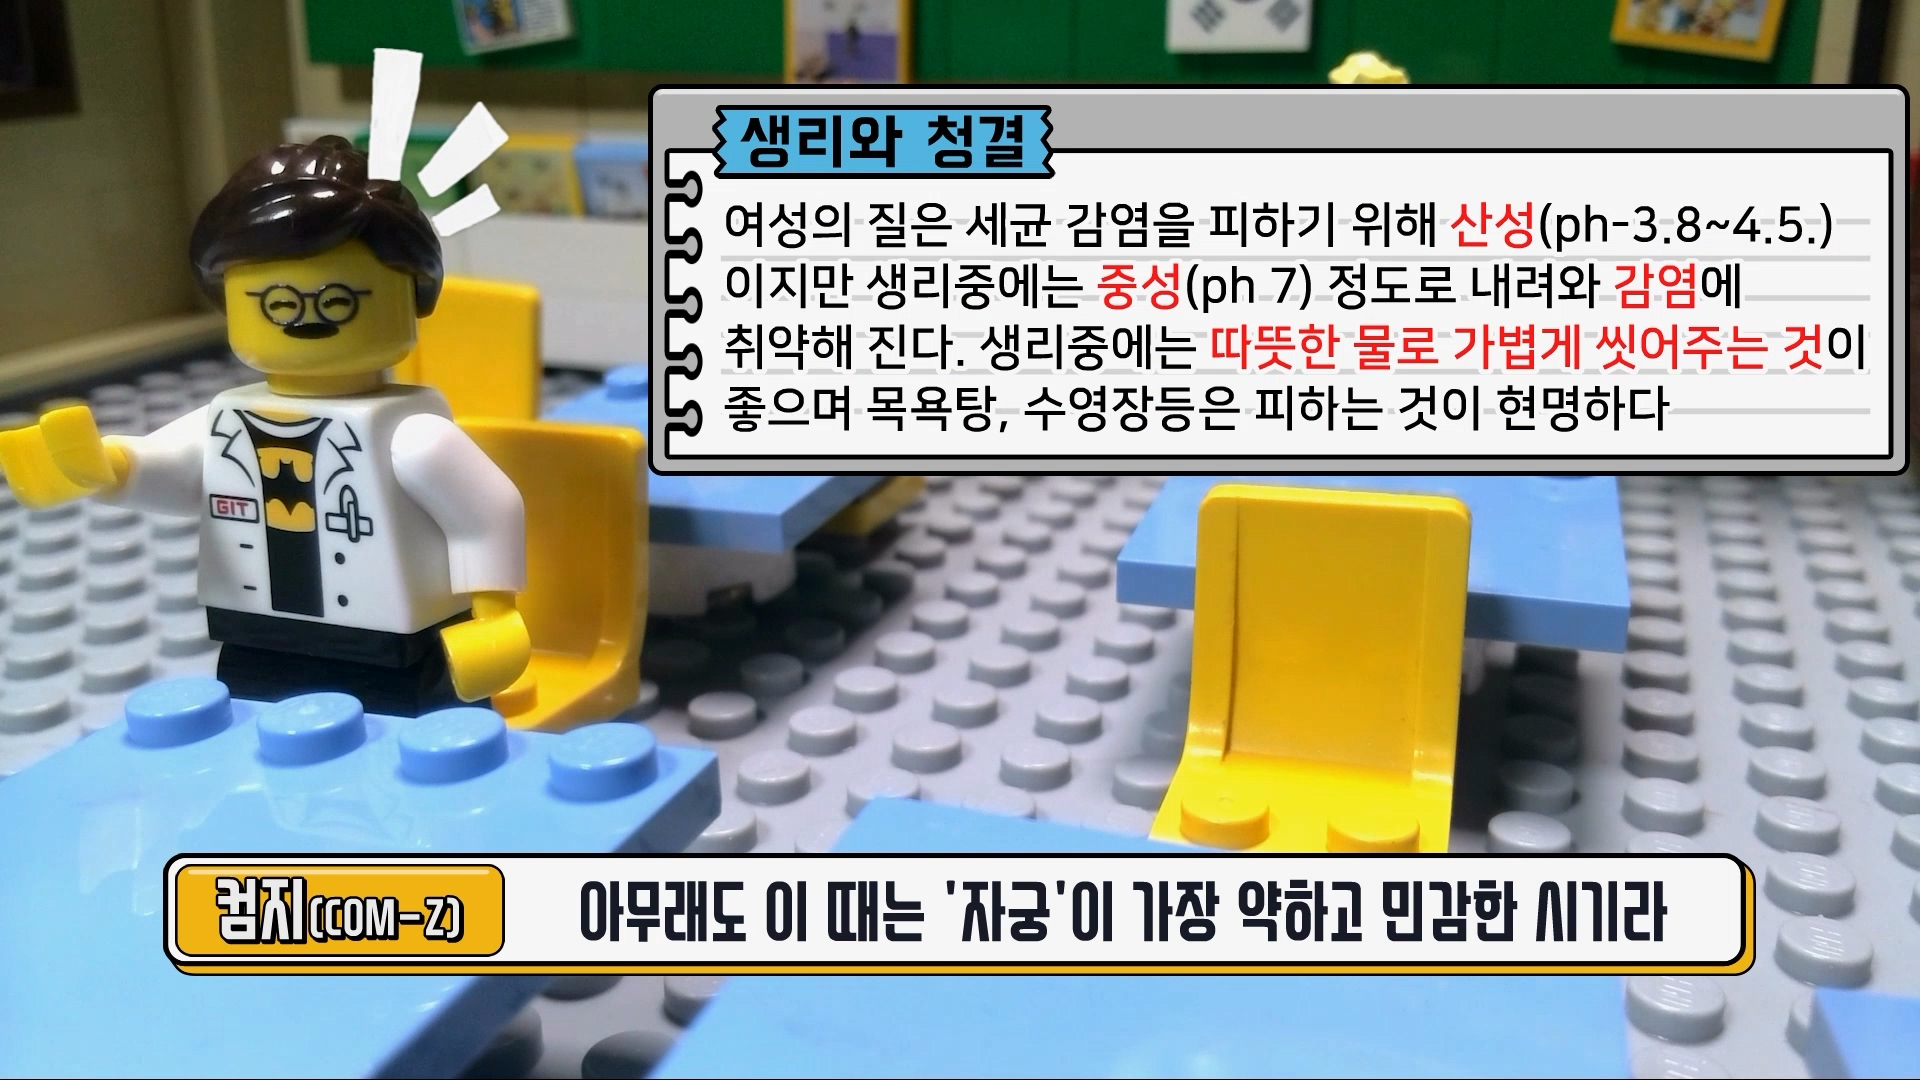 생리와 청결
여성의 질은 세균 감염을 피하기 위해 산성(ph-3.8~4.5.)
이지만 생리중에는 중성(ph 7) 정도로 내려와 감염에
취약해 진다. 생리중에는 따뜻한 물로 가볍게 씻어주는 것이
좋으며 목욕탕, 수영장등은 피하는 것이 현명하다
GIT
컴지(COM-Z)
아무래도 이 때는 '자궁'이 가장 약하고 민감한 시기라